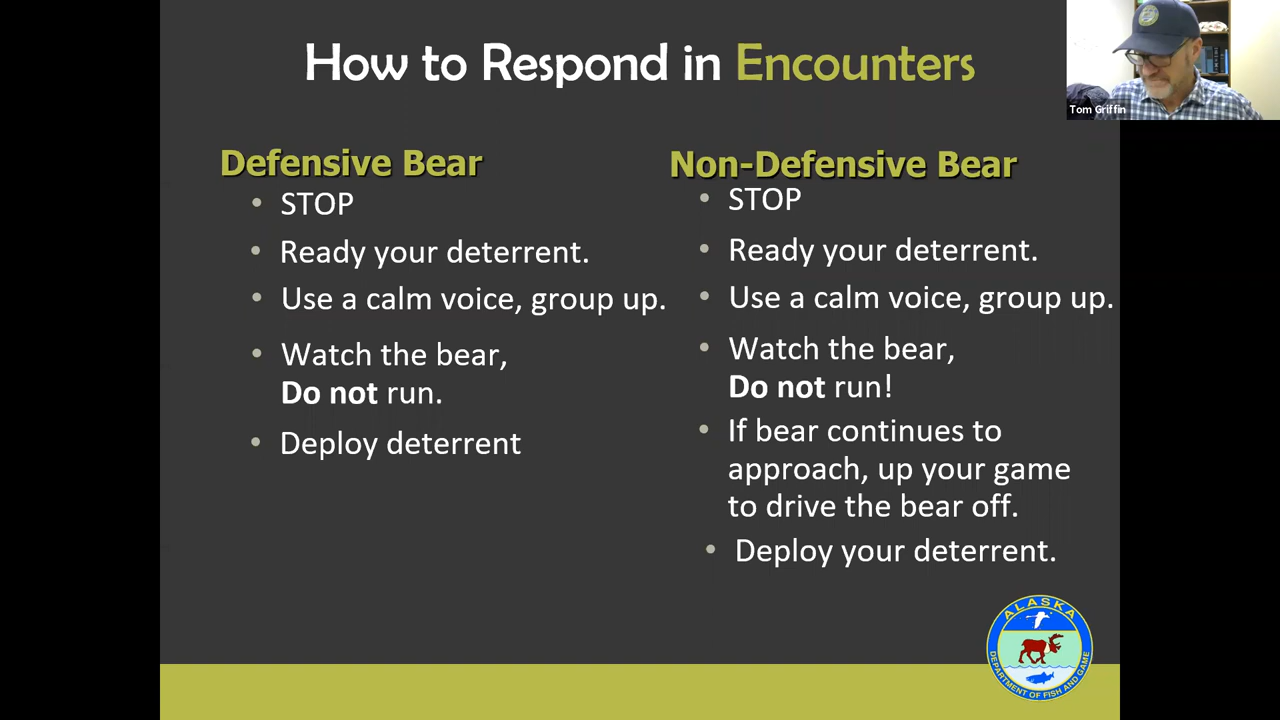 How to Respond in Encounters
Tom Griffin
Defensive Bear
• STOP
• Ready your deterrent.
• Use a calm voice, group up.
• Watch the bear,
Do not run.
• Deploy deterrent
Non-Defensive Bear
• STOP
• Ready your deterrent.
• Use a calm voice, group up.
• Watch the bear,
Do not run!
• If bear continues to
approach, up your game
to drive the bear off.
• Deploy your deterrent.
ALASKA
DEPARTMENT OF FISH AND GAME